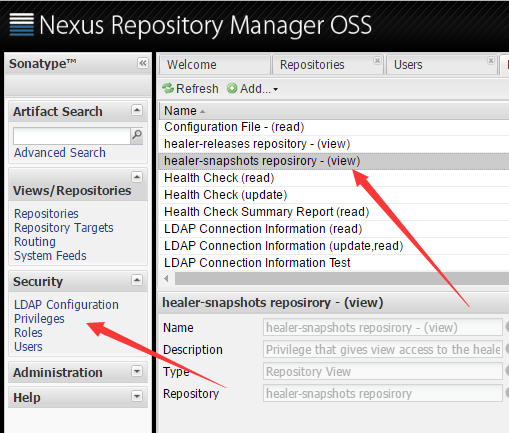 Nexus Repository Manager OSS
Sonatype™
Welcome
Repositories
Users
Refresh
Add...
Artifact Search
Advanced Search
Views/Repositories
Repositories
Repository Targets
Routing
System Feeds
Security
LDAP Configuration
Privileges
Roles
Users
Administration
Help
Name
Configuration File - (read)
healer-releases repository - (view)
healer-snapshots reposirory - (view)
Health Check (read)
Health Check (update)
Health Check Summary Report (read)
LDAP Connection Information (read)
LDAP Connection Information (update,read)
LDAP Connection Information Test
healer-snapshots reposirory - (view)
Name healer-snapshots reposirory - (view)
Description Privilege that gives view access to the heale
Type Repository View
Repository healer-snapshots reposirory